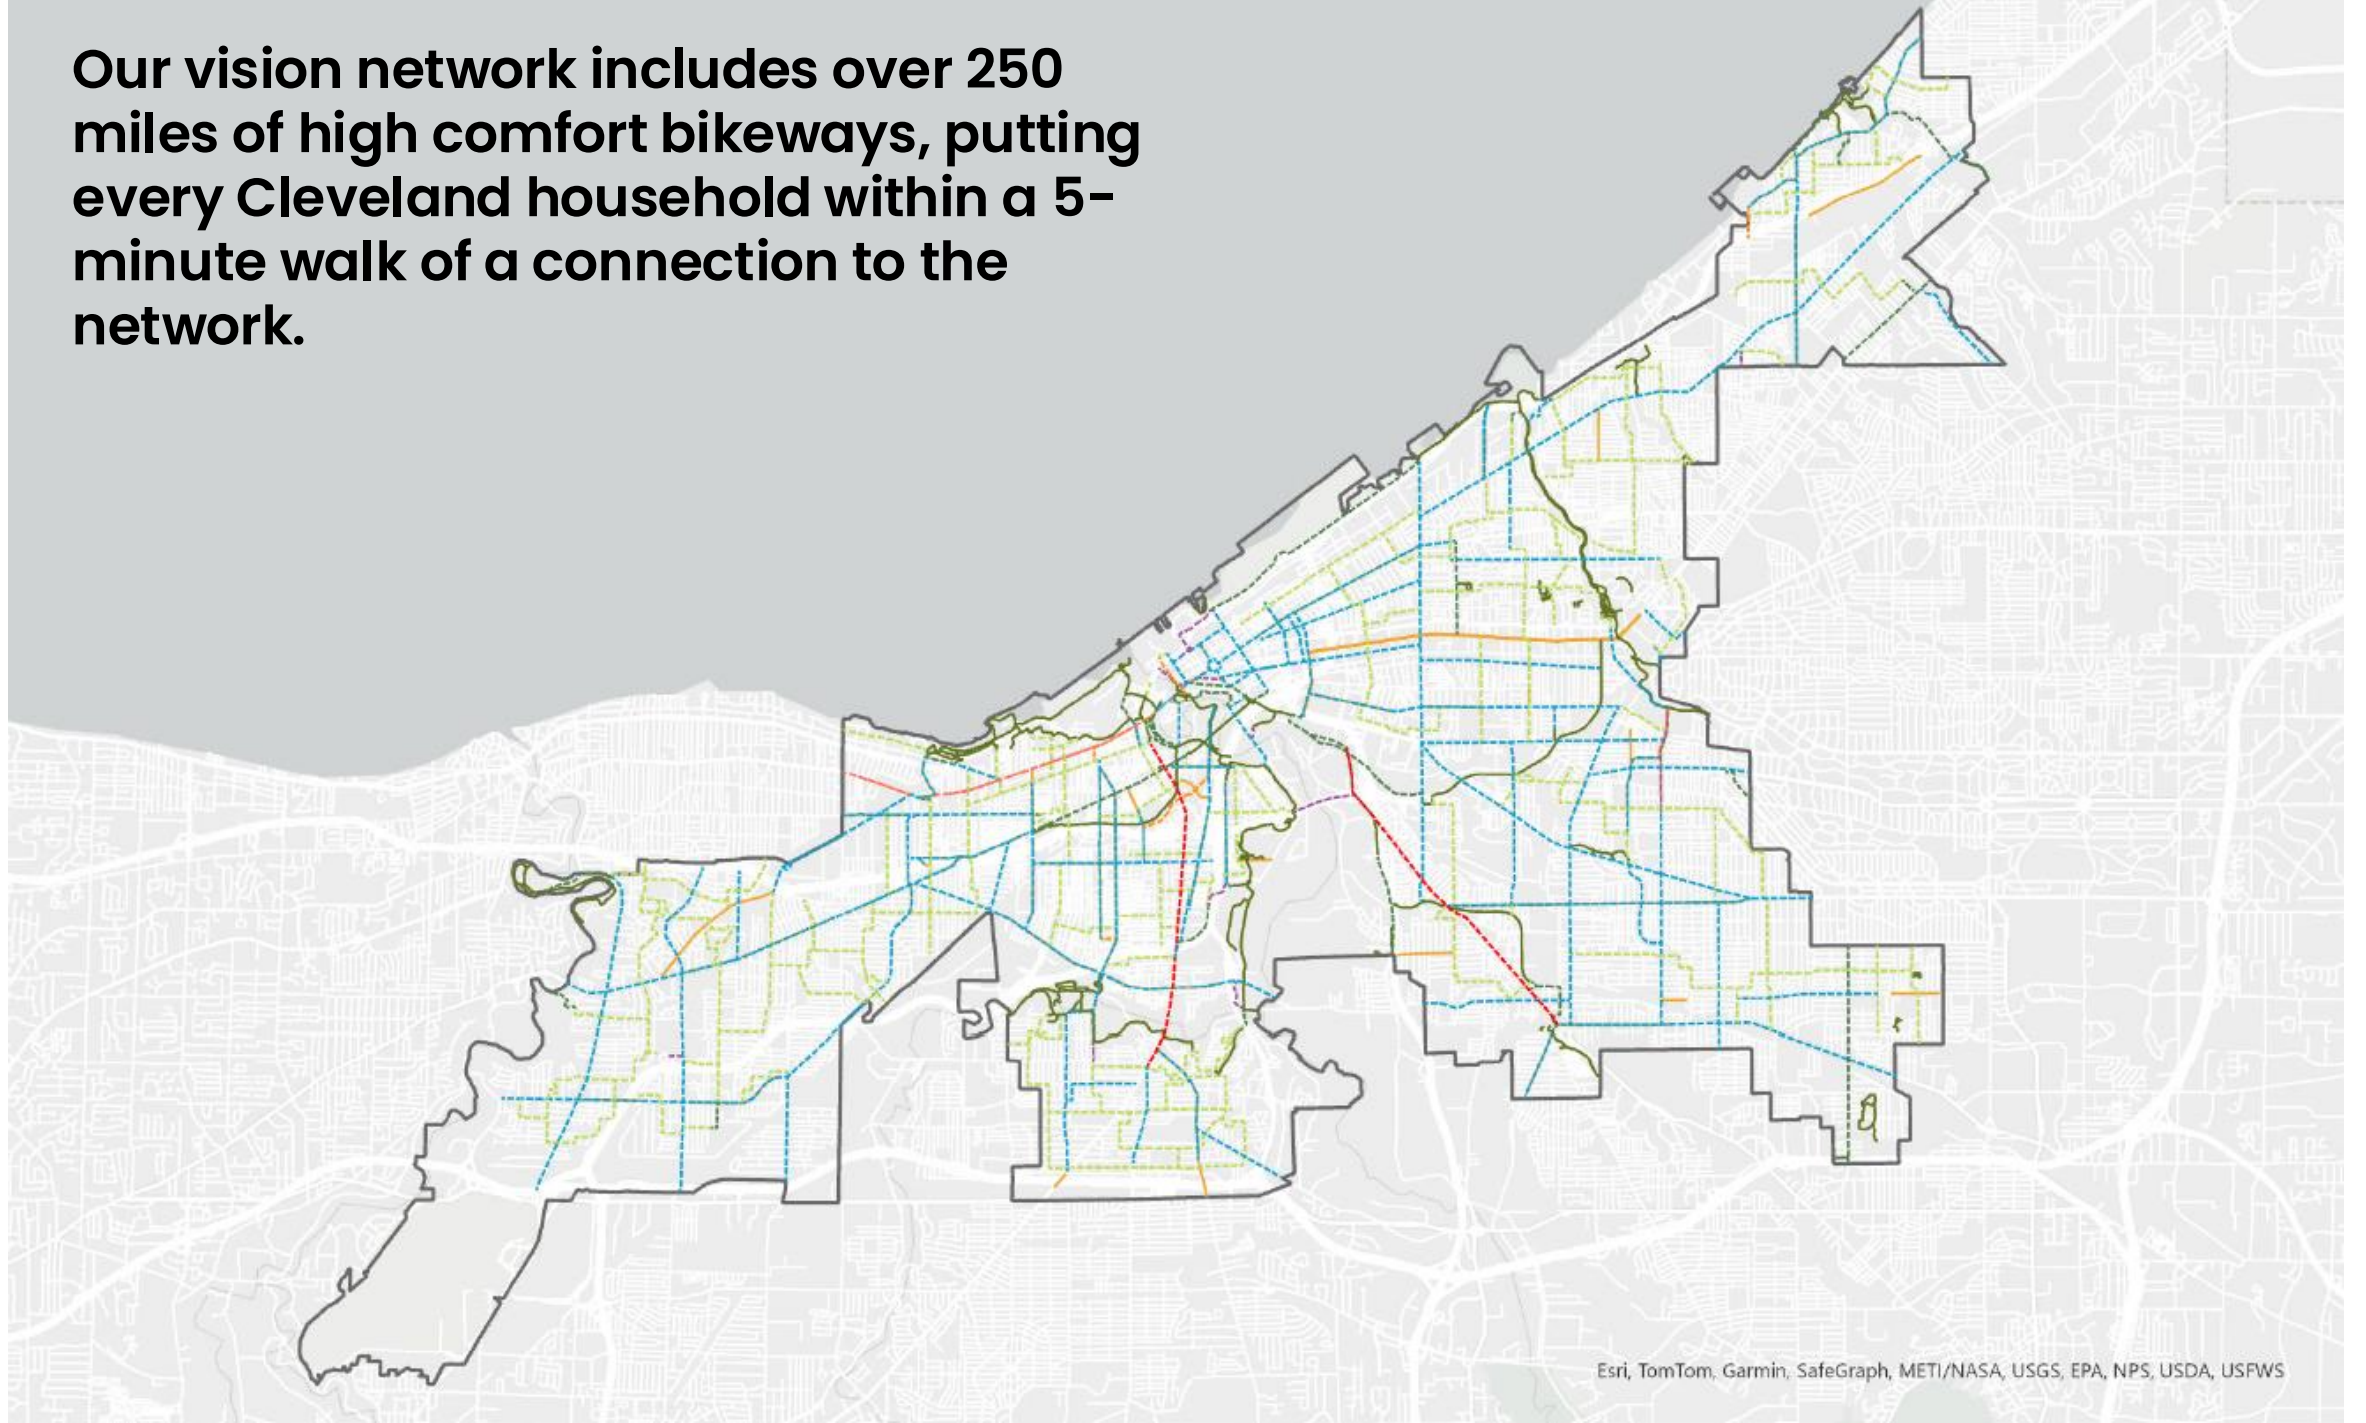 Our vision network includes over 250
miles of high comfort bikeways, putting
every Cleveland household within a 5-
minute walk of a connection to the
network.
Esri, TomTom, Garmin, SafeGraph, METI/NASA, USGS, EPA, NPS, USDA, USFWS